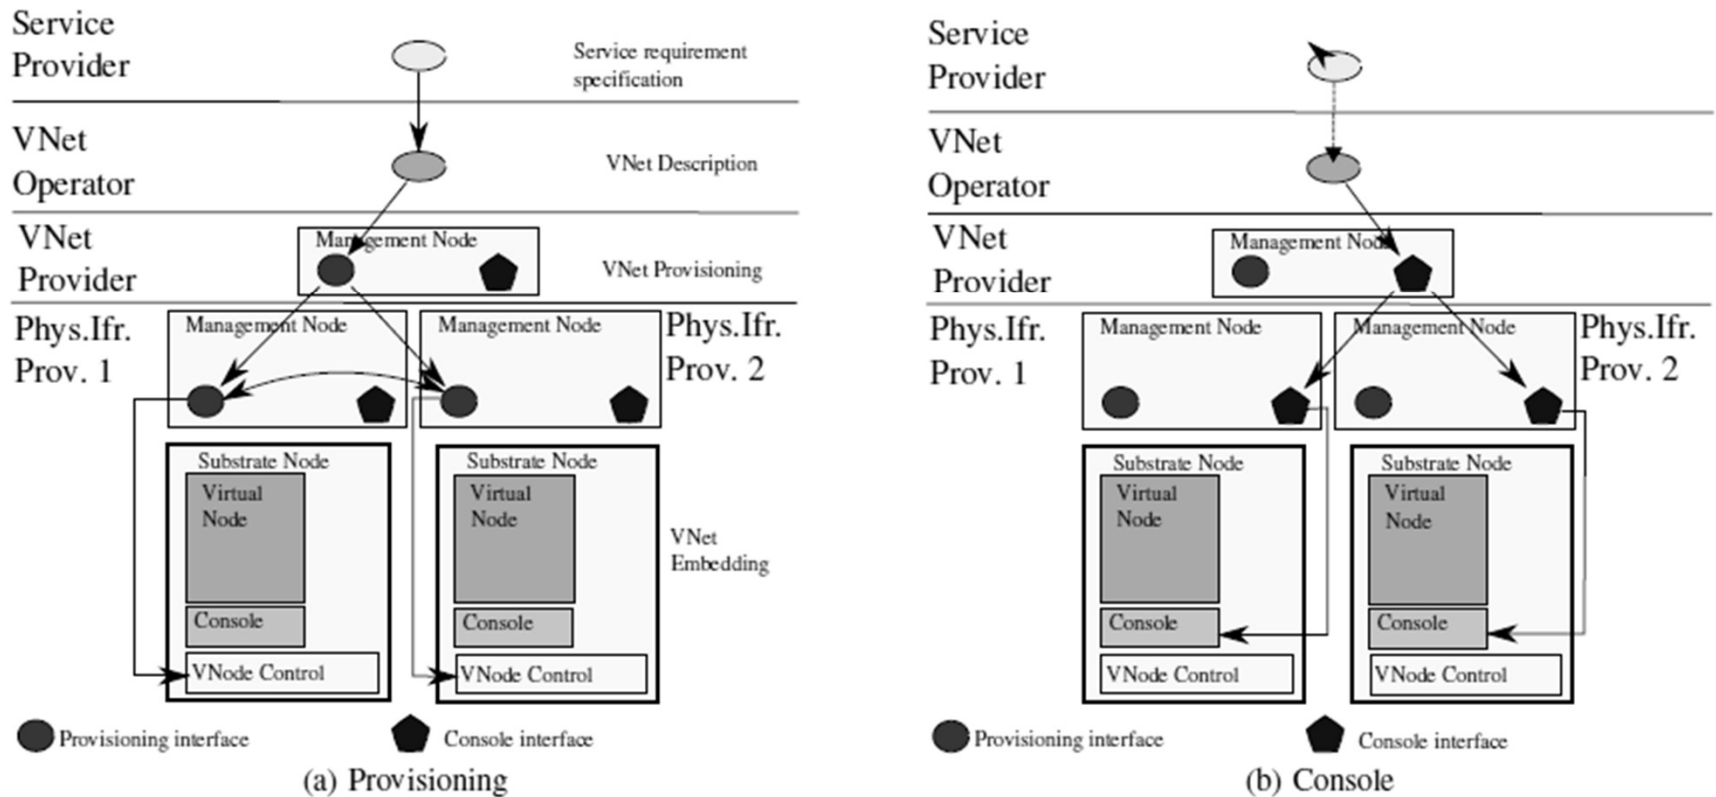 Service
Provider
Service requirement
specification
VNet
Operator
VNet Description
VNet
Provider
Management Node
VNet Provisioning
Phys.Ifr.
Prov. 1
Management Node
Management Node
Phys.Ifr.
Prov. 2
Substrate Node
Virtual
Node
Console
VNode Control
Substrate Node
Virtual
Node
Console
VNode Control
VNet
Embedding
Provisioning interface
Console interface
(a) Provisioning
Service
Provider
VNet
Operator
VNet
Provider
Management Node
Phys.Ifr.
Prov. 1
Management Node
Management Node
Phys.Ifr.
Prov. 2
Substrate Node
Virtual
Node
Console
VNode Control
Substrate Node
Virtual
Node
Console
VNode Control
Provisioning interface
Console interface
(b) Console